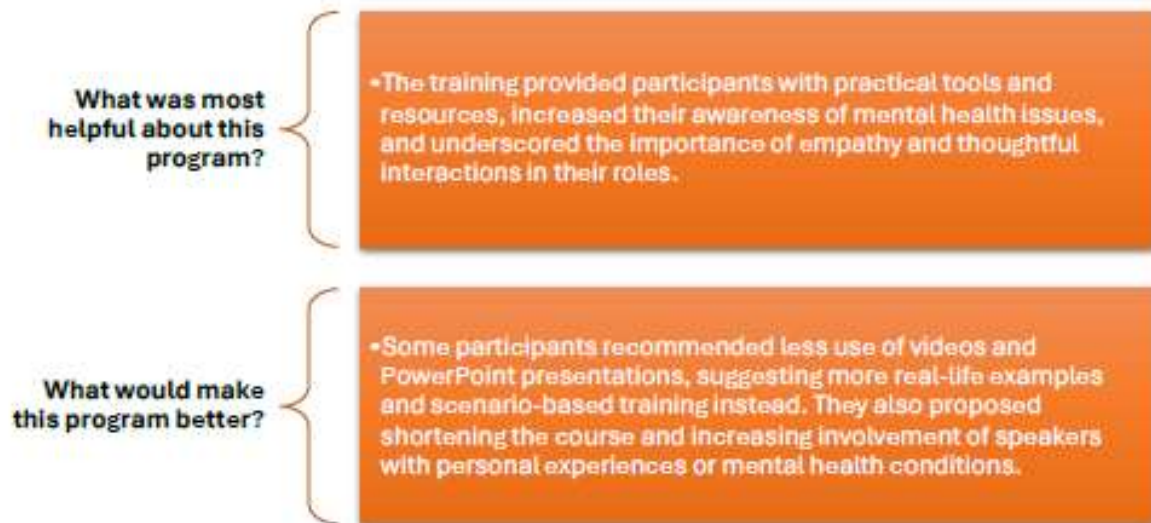 What was most
helpful about this
program?
•The training provided participants with practical tools and
resources, increased their awareness of mental health issues,
and underscored the importance of empathy and thoughtful
interactions in their roles.
What would make
this program better?
•Some participants recommended less use of videos and
PowerPoint presentations, suggesting more real-life examples
and scenario-based training instead. They also proposed
shortening the course and increasing involvement of speakers
with personal experiences or mental health conditions.